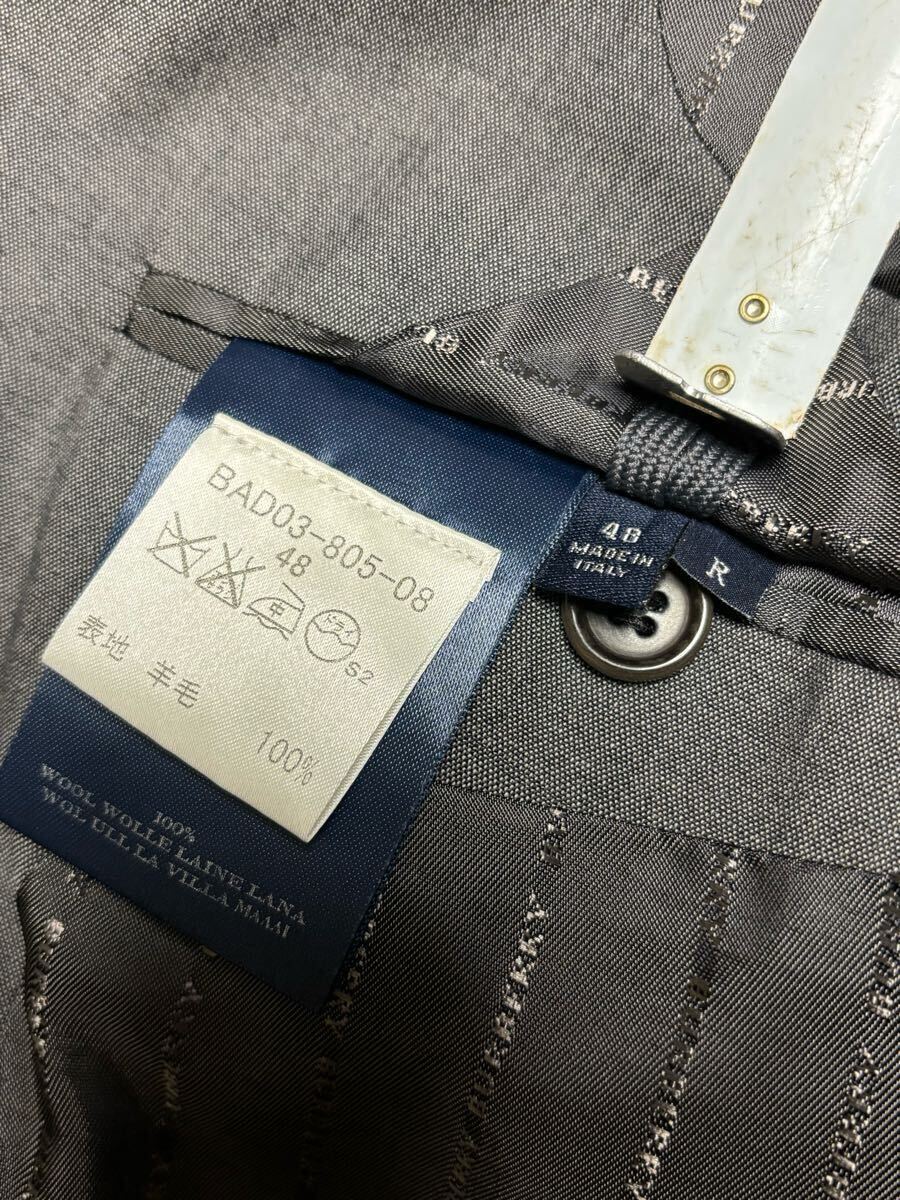 BAD03-805-08
48
S2
表地 羊毛
100%
100%
WOOL WOLLE LAINE LANA
WOL ULL LA VILLA
48
MADE IN
ITALY
R
BURBERRY